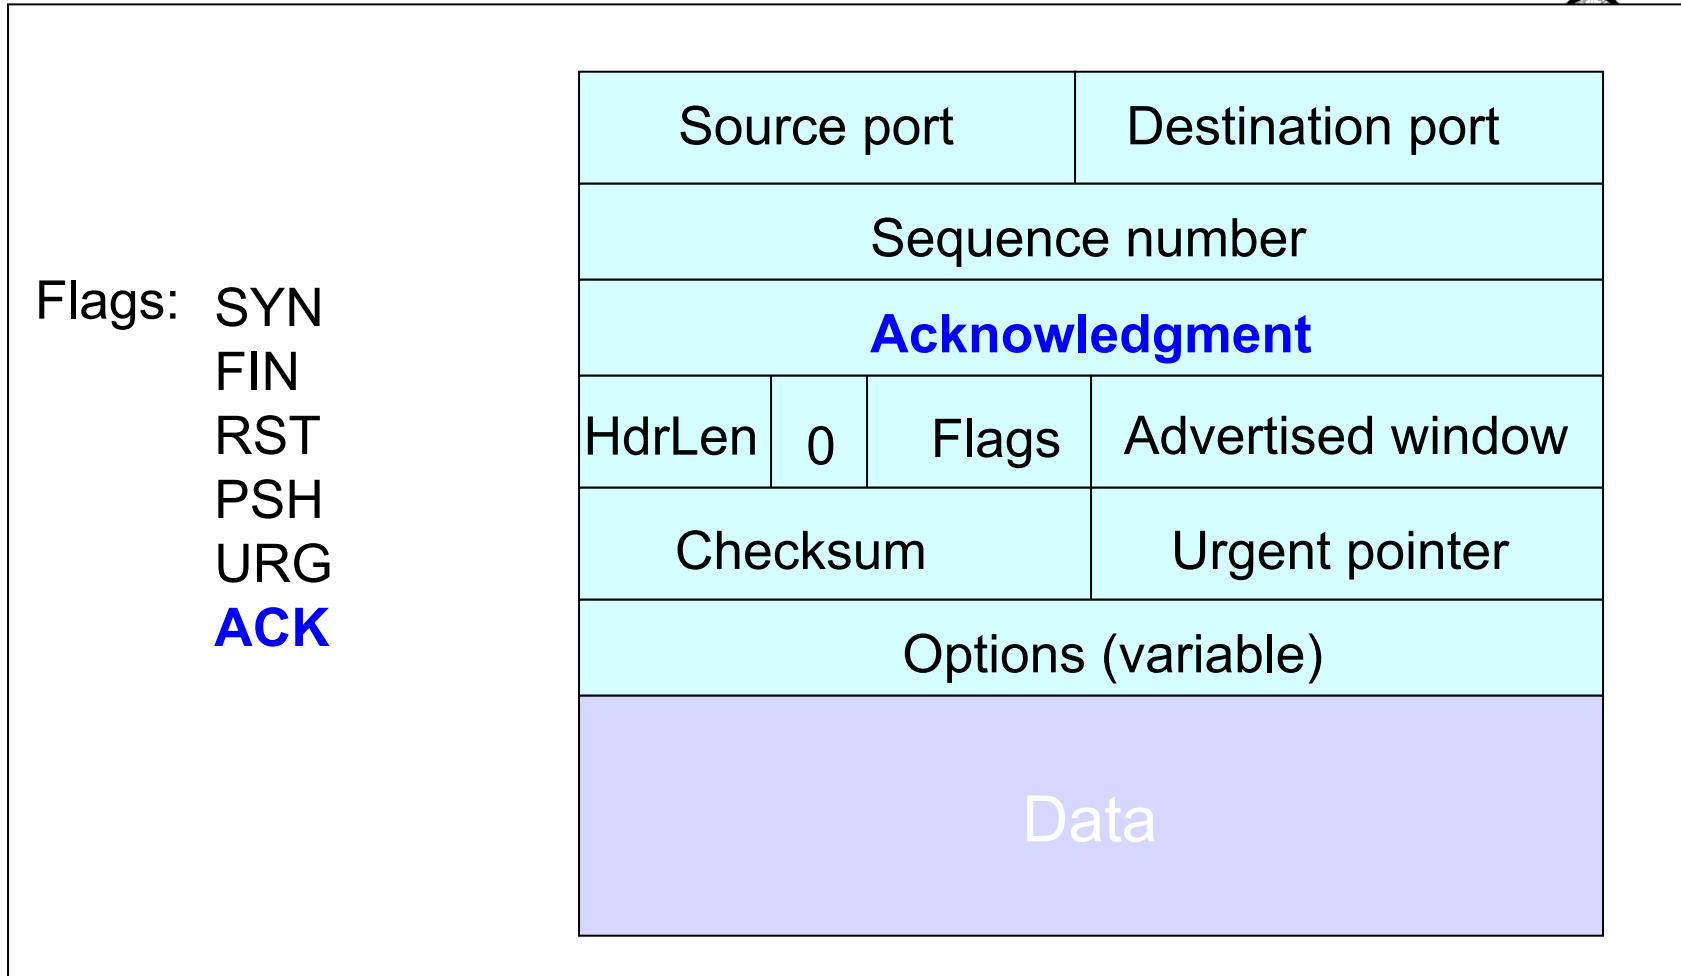 Source port Destination port
Sequence number
Flags: SYN
Acknowledgment
FIN
HdrLen 0 Flags Advertised window
RST
PSH
Checksum Urgent pointer
URG
ACK
Options (variable)
Data